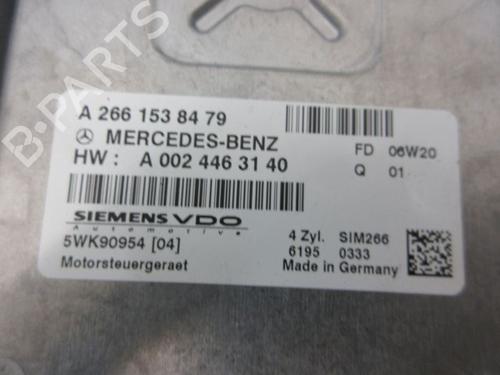 B-PARTS
A 266 153 84 79
MERCEDES-BENZ
HW : A 002 446 31 40
FD 06W20
Q 01
SIEMENS VDO
Automotive
5WK90954 [04]
Motorsteuergeraet
4 Zyl. SIM266
6195 0333
Made in Germany